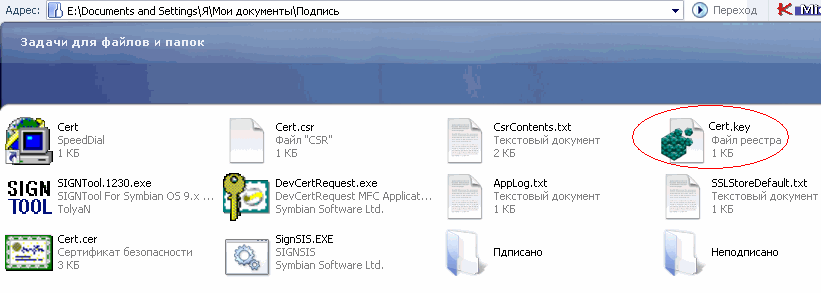 Адрес: E:\Documents and Settings\Я\Мои документы\Подпись Переход
Задачи для файлов и папок
Cert
SpeedDial
1 КБ
Cert.csr
Файл "CSR"
1 КБ
CsrContents.txt
Текстовый документ
2 КБ
Cert.key
Файл реестра
1 КБ
SIGN
TOOL
SIGNTool.1230.exe
SIGNTool For Symbian OS 9.x ...
TolyaN
DevCertRequest.exe
DevCertRequest MFC Applicat...
Symbian Software Ltd.
AppLog.txt
Текстовый документ
1 КБ
SSLStoreDefault.txt
Текстовый документ
1 КБ
Cert.cer
Сертификат безопасности
3 КБ
SignSIS.EXE
SIGNSIS
Symbian Software Ltd.
Пдписано
Неподписано